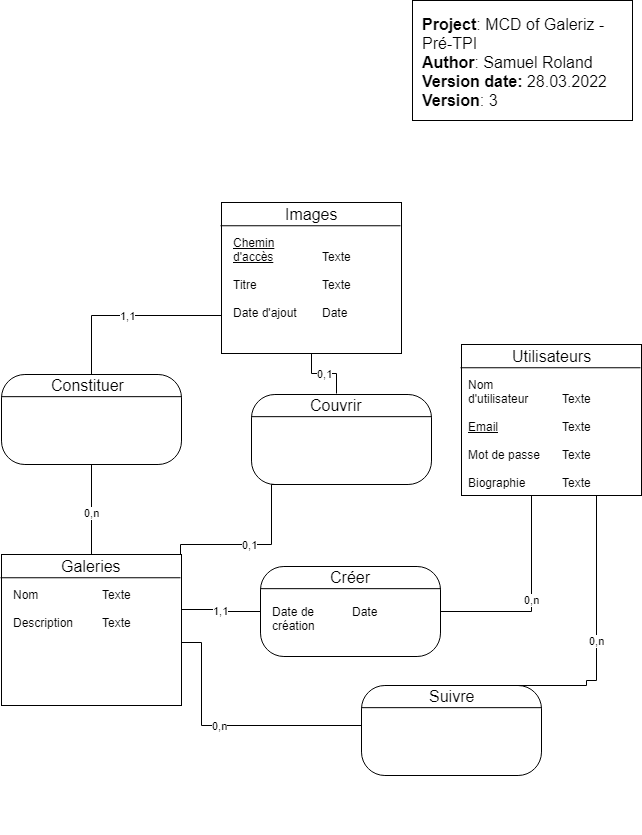 Project: MCD of Galeriz -
Pré-TPI
Author: Samuel Roland
Version date: 28.03.2022
Version: 3
Images
Chemin
d'accès Texte
Titre Texte
Date d'ajout Date
1,1
0,1
Constituer
Couvrir
Utilisateurs
Nom
d'utilisateur Texte
Email Texte
Mot de passe Texte
Biographie Texte
0,n
0,1
Galeries
Nom Texte
Description Texte
Créer
Date de Date
création
1,1
0,n
0,n
Suivre
0,n